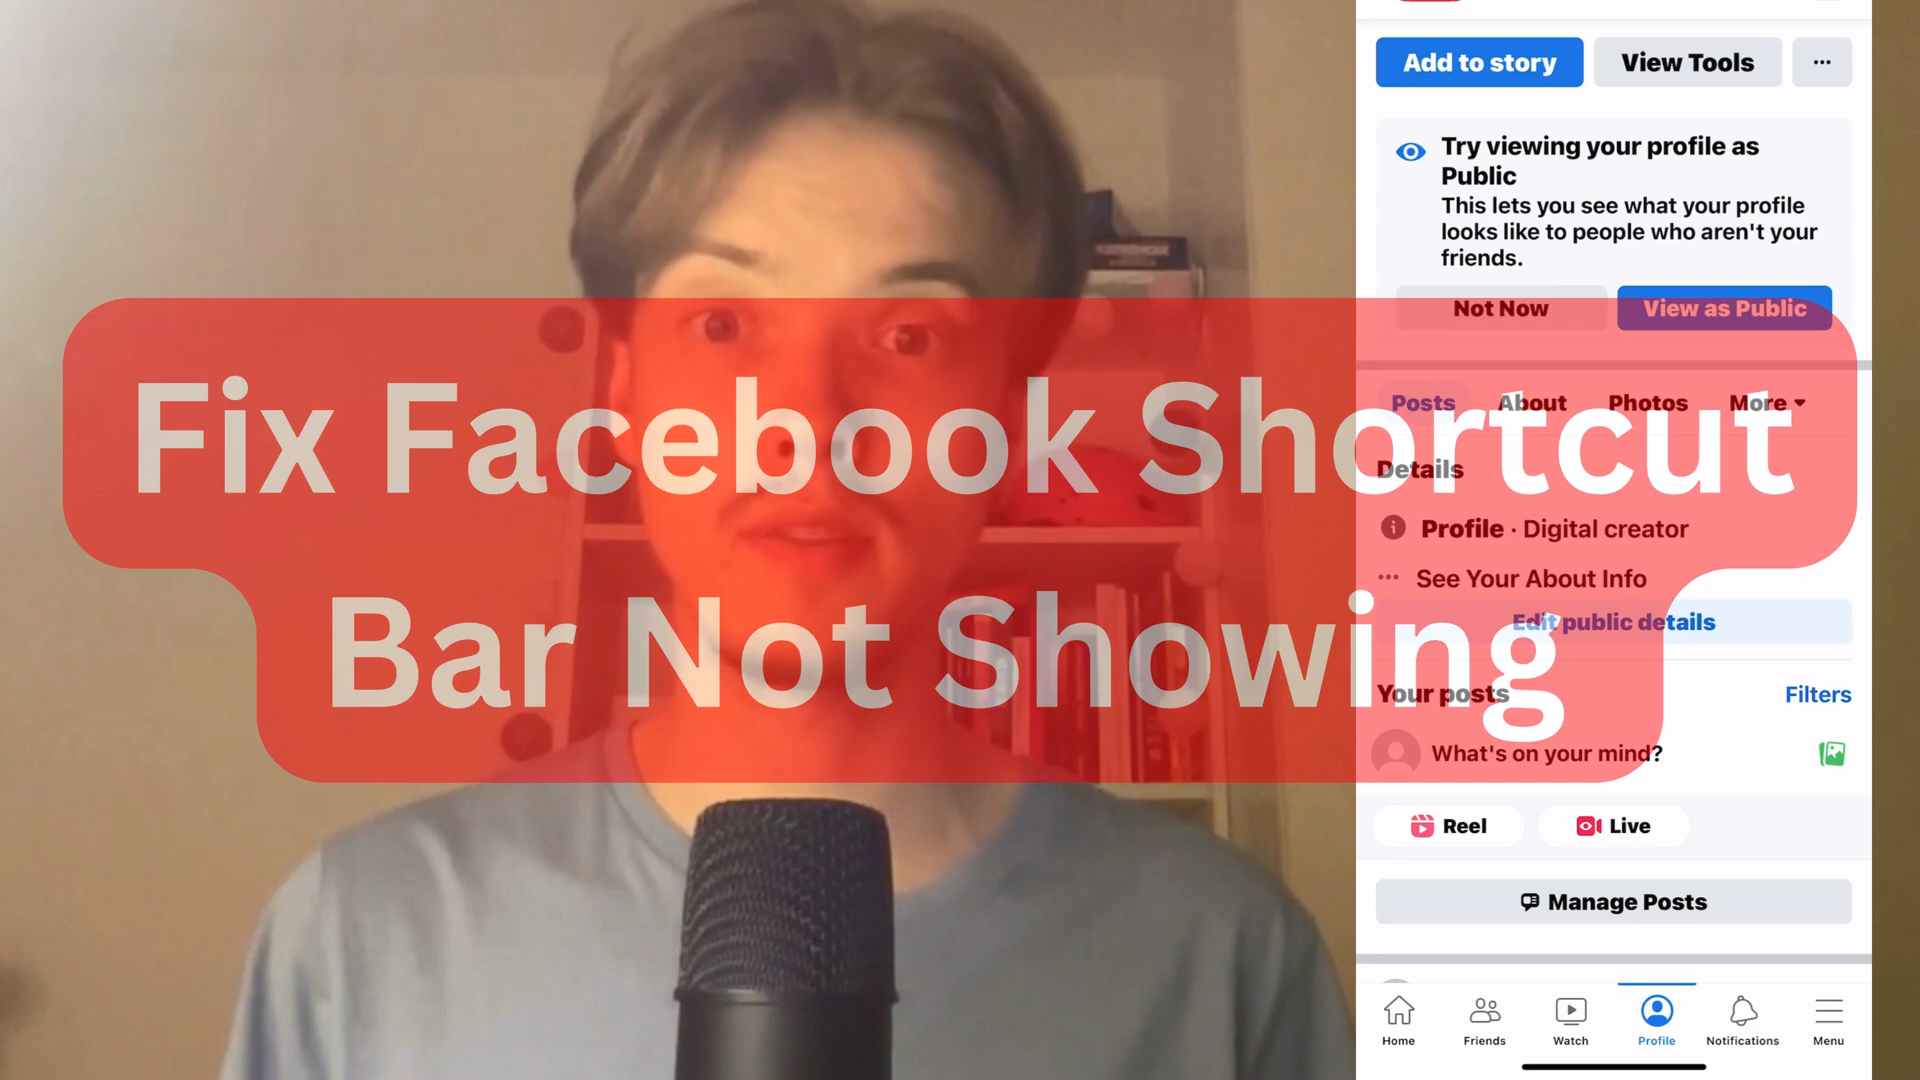 Fix Facebook Shortcut
Bar Not Showing
Add to story
View Tools
Try viewing your profile as
Public
This lets you see what your profile
looks like to people who aren't your
friends.
Not Now
View as Public
Posts
About
Photos
More
Details
Profile · Digital creator
See Your About Info
Edit public details
Your posts
Filters
What's on your mind?
Reel
Live
Manage Posts
Home
Friends
Watch
Profile
Notifications
Menu